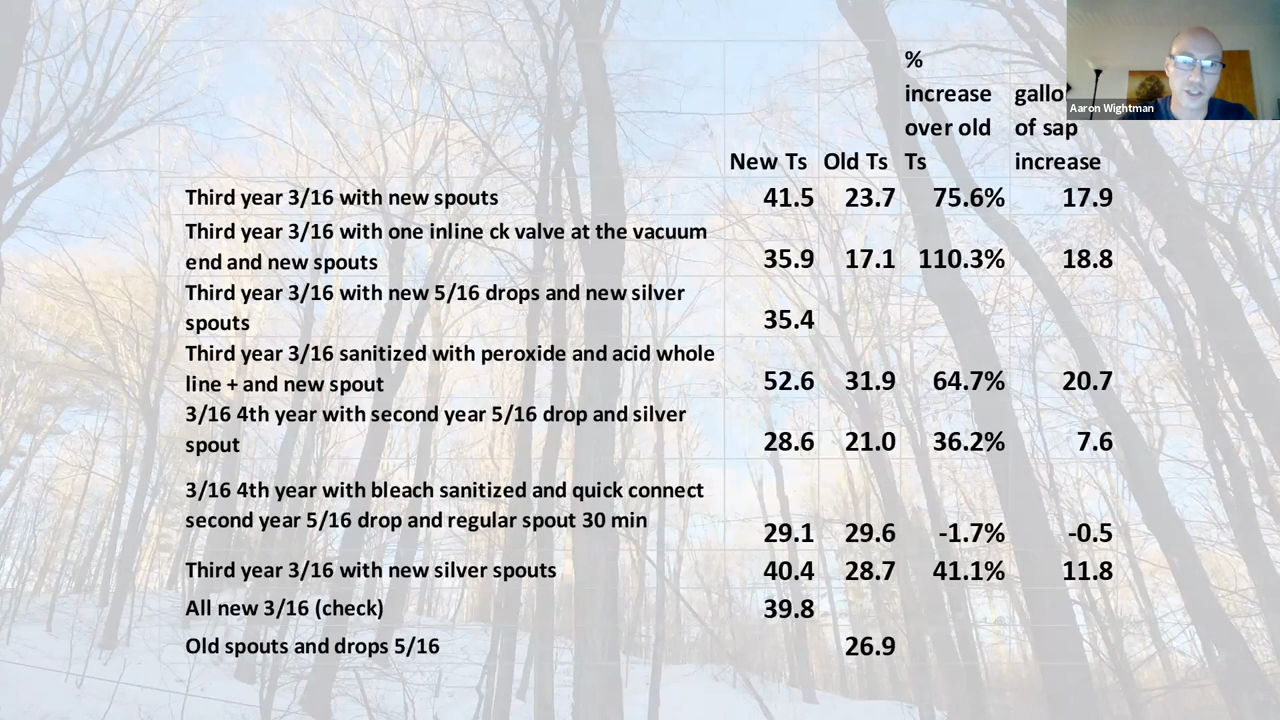 %
increase gallo
over old of sap
New Ts Old Ts Ts increase
Aaron Wightman
Third year 3/16 with new spouts 41.5 23.7 75.6% 17.9
Third year 3/16 with one inline ck valve at the vacuum
end and new spouts 35.9 17.1 110.3% 18.8
Third year 3/16 with new 5/16 drops and new silver
spouts 35.4
Third year 3/16 sanitized with peroxide and acid whole
line + and new spout 52.6 31.9 64.7% 20.7
3/16 4th year with second year 5/16 drop and silver
spout 28.6 21.0 36.2% 7.6
3/16 4th year with bleach sanitized and quick connect
second year 5/16 drop and regular spout 30 min 29.1 29.6 -1.7% -0.5
Third year 3/16 with new silver spouts 40.4 28.7 41.1% 11.8
All new 3/16 (check) 39.8
Old spouts and drops 5/16 26.9